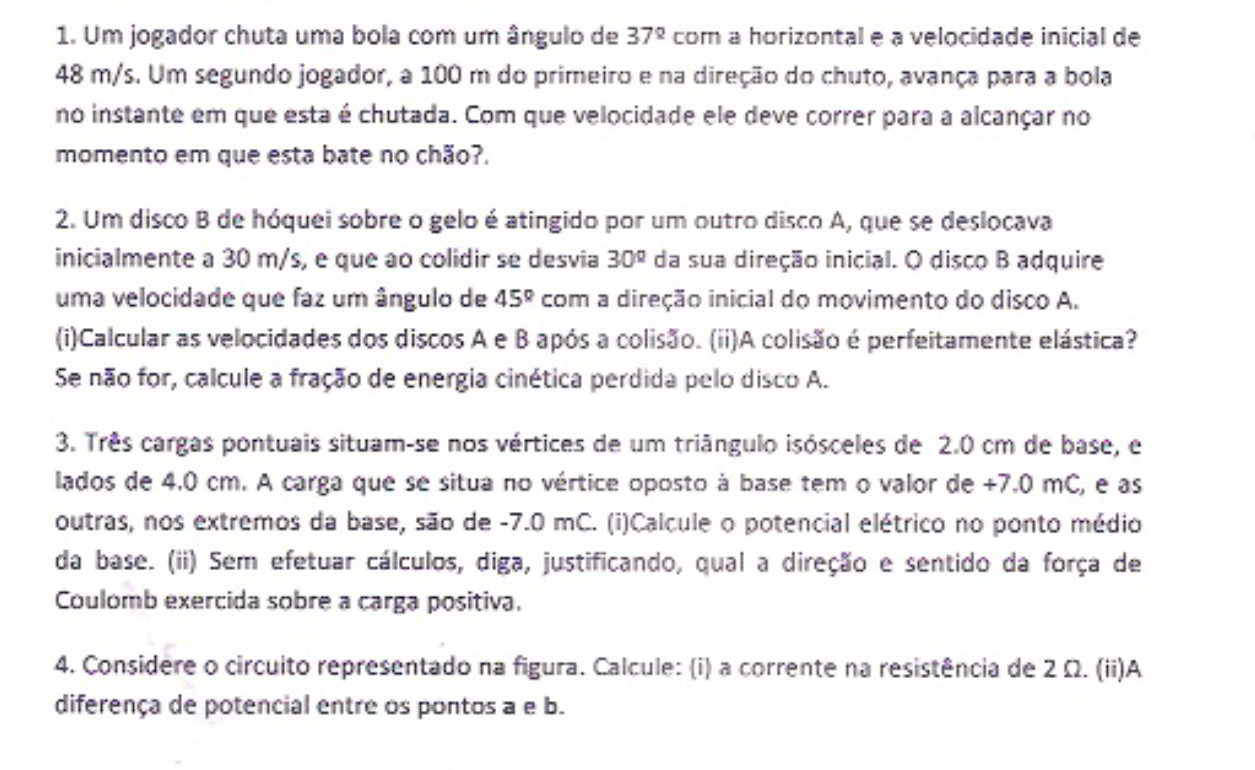 1. Um jogador chuta uma bola com um ângulo de 37º com a horizontal e a velocidade inicial de
48 m/s. Um segundo jogador, a 100 m do primeiro e na direção do chuto, avança para a bola
no instante em que esta é chutada. Com que velocidade ele deve correr para a alcançar no
momento em que esta bate no chão?.
2. Um disco B de hóquei sobre o gelo é atingido por um outro disco A, que se deslocava
inicialmente a 30 m/s, e que ao colidir se desvia 30º da sua direção inicial. O disco B adquire
uma velocidade que faz um ângulo de 45º com a direção inicial do movimento do disco A.
(i)Calcular as velocidades dos discos A e B após a colisão. (ii)A colisão é perfeitamente elástica?
Se não for, calcule a fração de energia cinética perdida pelo disco A.
3. Três cargas pontuais situam-se nos vértices de um triângulo isósceles de 2.0 cm de base, e
lados de 4.0 cm. A carga que se situa no vértice oposto à base tem o valor de +7.0 mC, e as
outras, nos extremos da base, são de -7.0 mC. (i)Calcule o potencial elétrico no ponto médio
da base. (ii) Sem efetuar cálculos, diga, justificando, qual a direção e sentido da força de
Coulomb exercida sobre a carga positiva.
4. Considere o circuito representado na figura. Calcule: (i) a corrente na resistência de 2 Ω. (ii)A
diferença de potencial entre os pontos a e b.